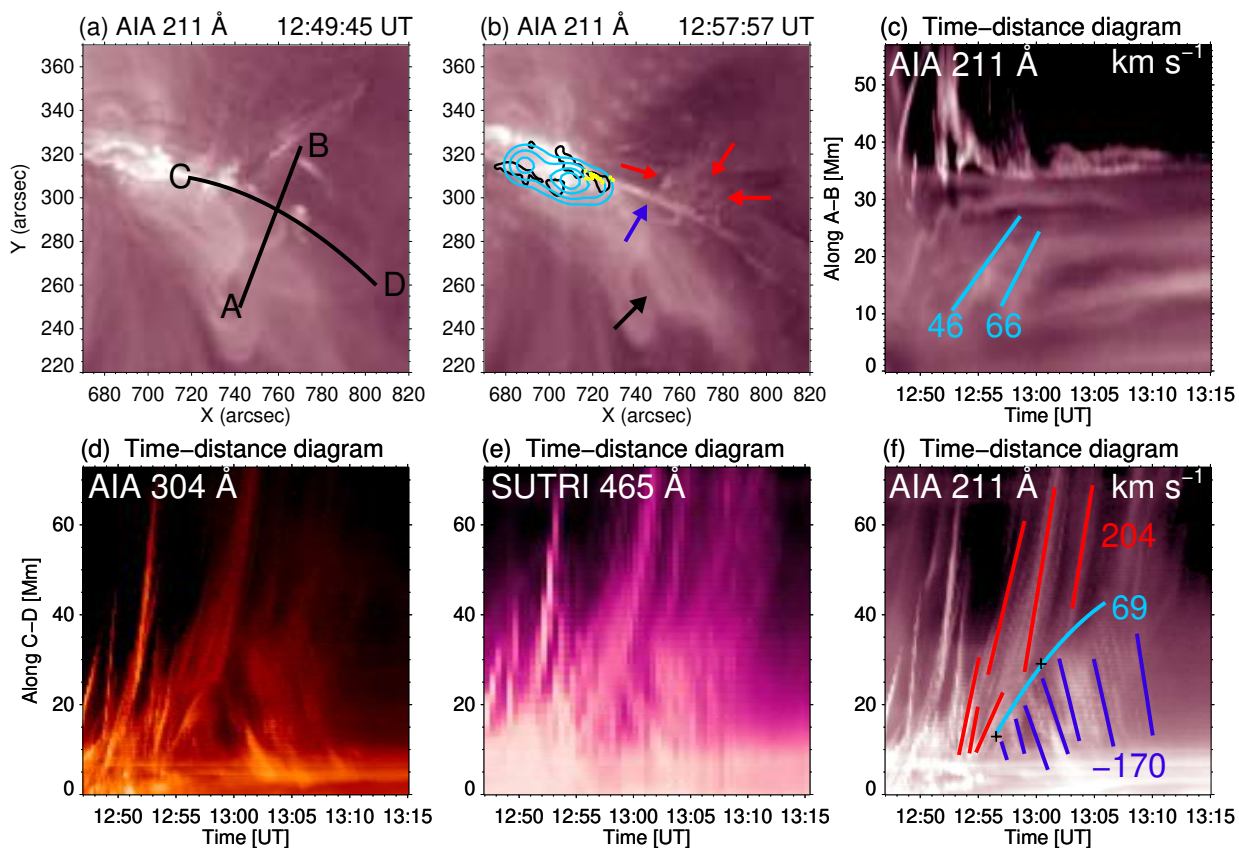 (a) AIA 211 Å 12:49:45 UT
(b) AIA 211 Å 12:57:57 UT
(c) Time−distance diagram
360
340
320
300
280
260
240
220
Y (arcsec)
C
B
A
D
680 700 720 740 760 780 800 820
X (arcsec)
360
340
320
300
280
260
240
220
680 700 720 740 760 780 800 820
X (arcsec)
AIA 211 Å km s−1
50
40
30
20
10
0
Along A−B [Mm]
46 66
12:50 12:55 13:00 13:05 13:10 13:15
Time [UT]
(d) Time−distance diagram
AIA 304 Å
60
40
20
0
Along C−D [Mm]
12:50 12:55 13:00 13:05 13:10 13:15
Time [UT]
(e) Time−distance diagram
SUTRI 465 Å
60
40
20
0
12:50 12:55 13:00 13:05 13:10 13:15
Time [UT]
(f) Time−distance diagram
AIA 211 Å km s−1
60
40
20
0
204
69
−170
12:50 12:55 13:00 13:05 13:10 13:15
Time [UT]